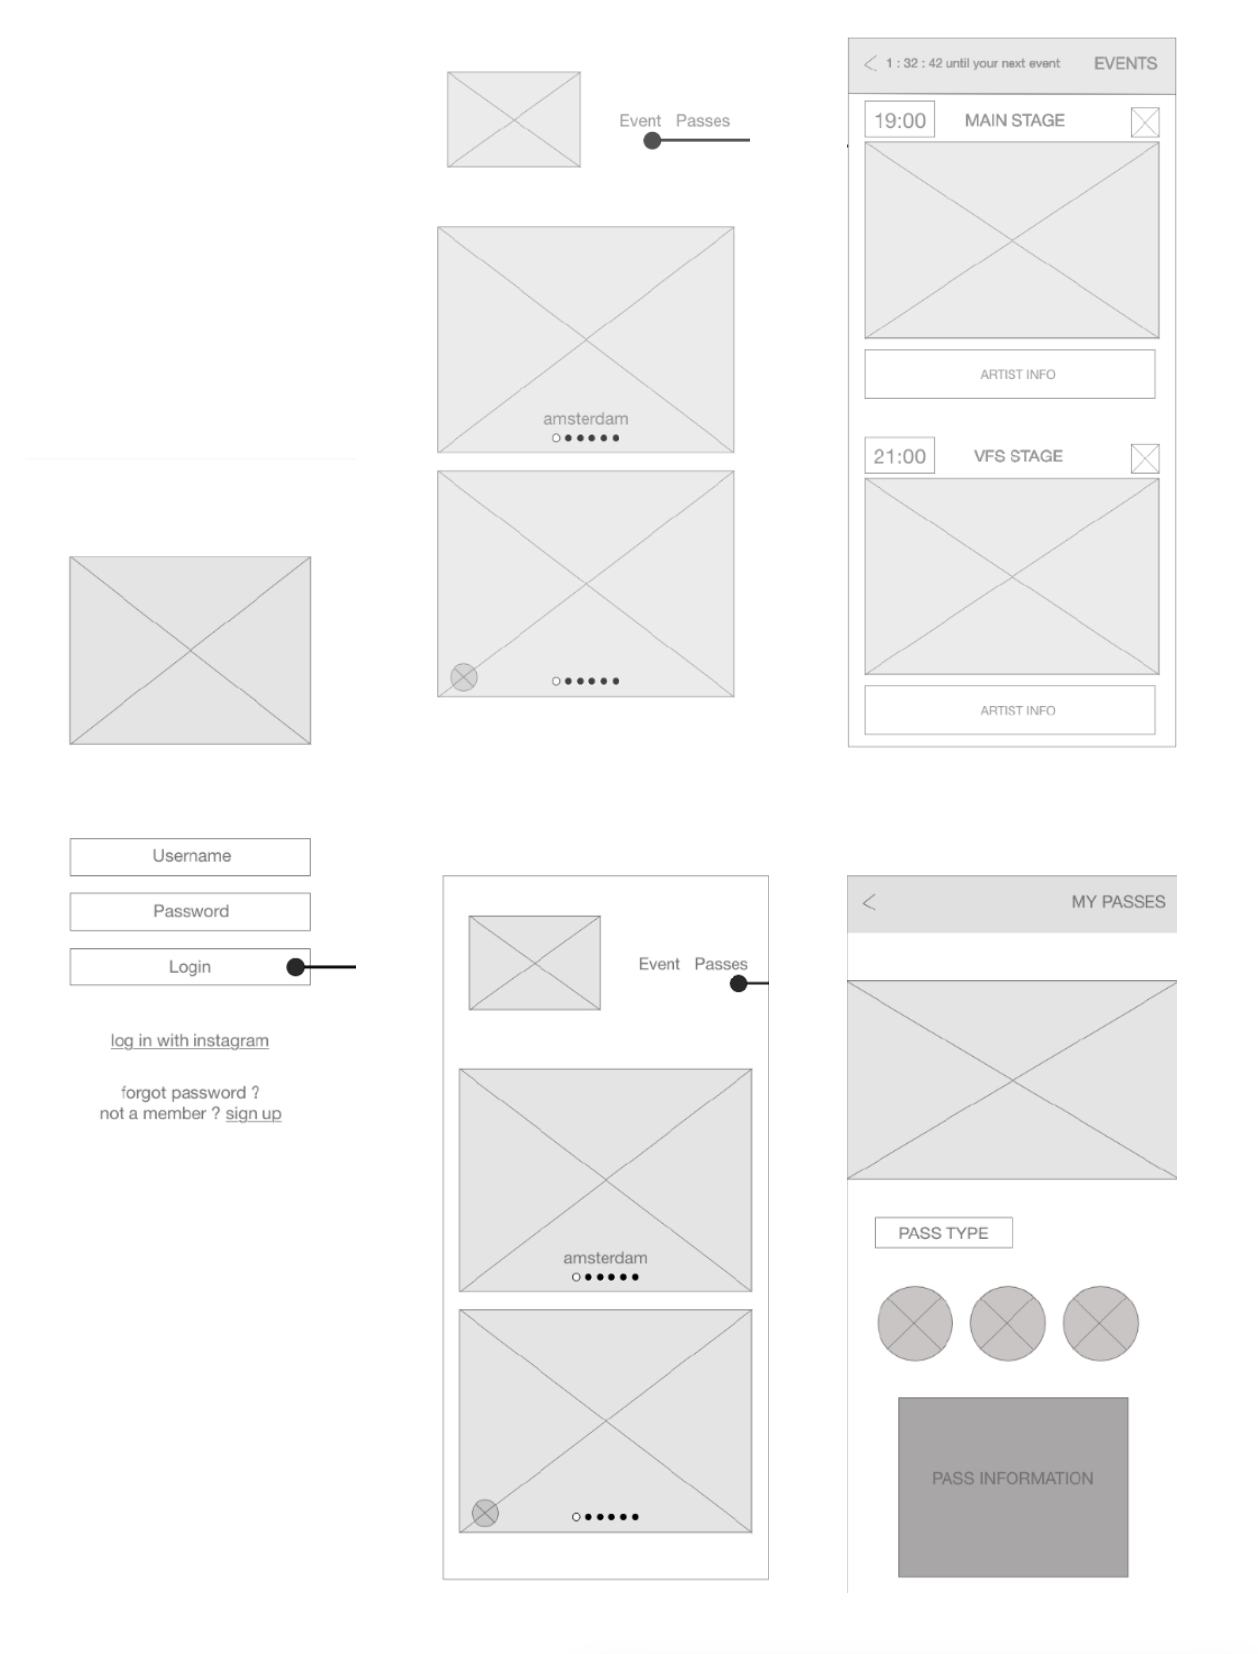 Event Passes
amsterdam
1 : 32 : 42 until your next event EVENTS
19:00 MAIN STAGE
ARTIST INFO
21:00 VFS STAGE
ARTIST INFO
Username
Password
Login
log in with instagram
forgot password ?
not a member ? sign up
Event Passes
amsterdam
MY PASSES
PASS TYPE
PASS INFORMATION